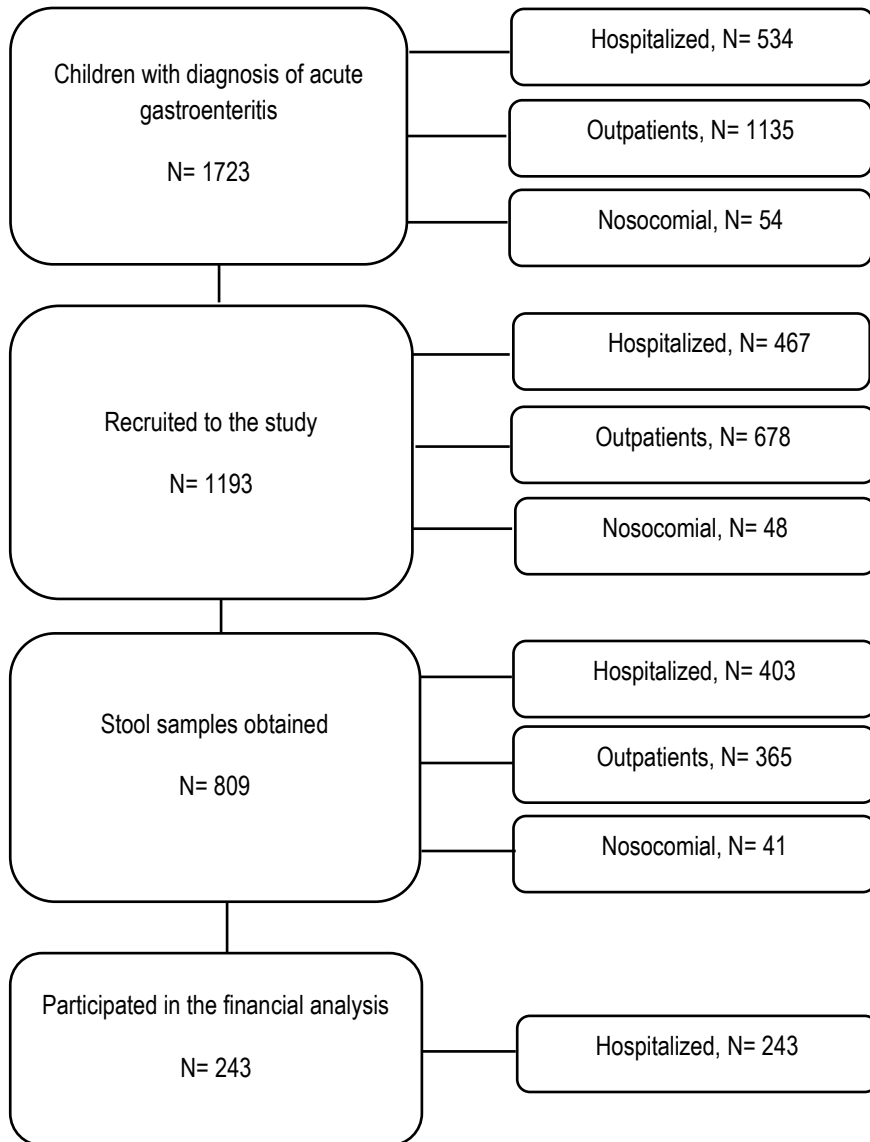 Children with diagnosis of acute
gastroenteritis
N= 1723
Hospitalized, N= 534
Outpatients, N= 1135
Nosocomial, N= 54
Recruited to the study
N= 1193
Hospitalized, N= 467
Outpatients, N= 678
Nosocomial, N= 48
Stool samples obtained
N= 809
Hospitalized, N= 403
Outpatients, N= 365
Nosocomial, N= 41
Participated in the financial analysis
N= 243
Hospitalized, N= 243